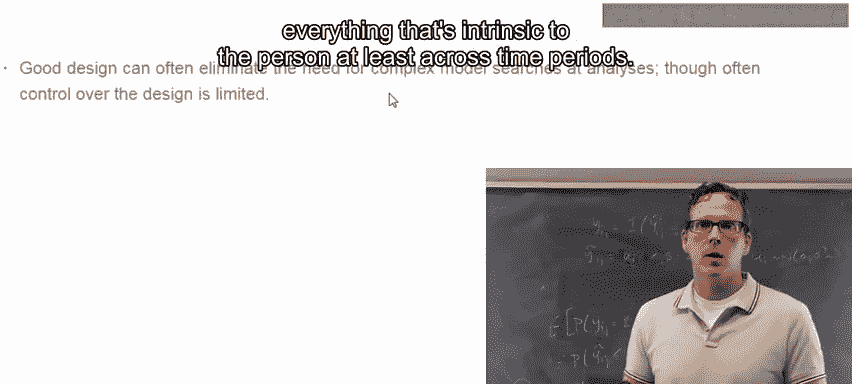 everything that's intrinsic to
the person at least across time periods.
· Good design can often eliminate the need for complex model searches at analyses; though often
control over the design is limited.